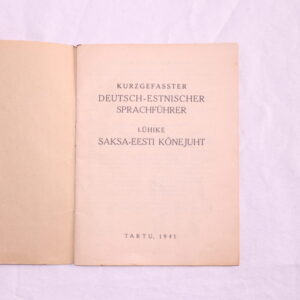 KURZGEFASSTER
DEUTSCH-ESTNISCHER
SPRACHFÜHRER
LÜHIKE
SAKSA-EESTI KÕNEJUHT
TARTU, 1941